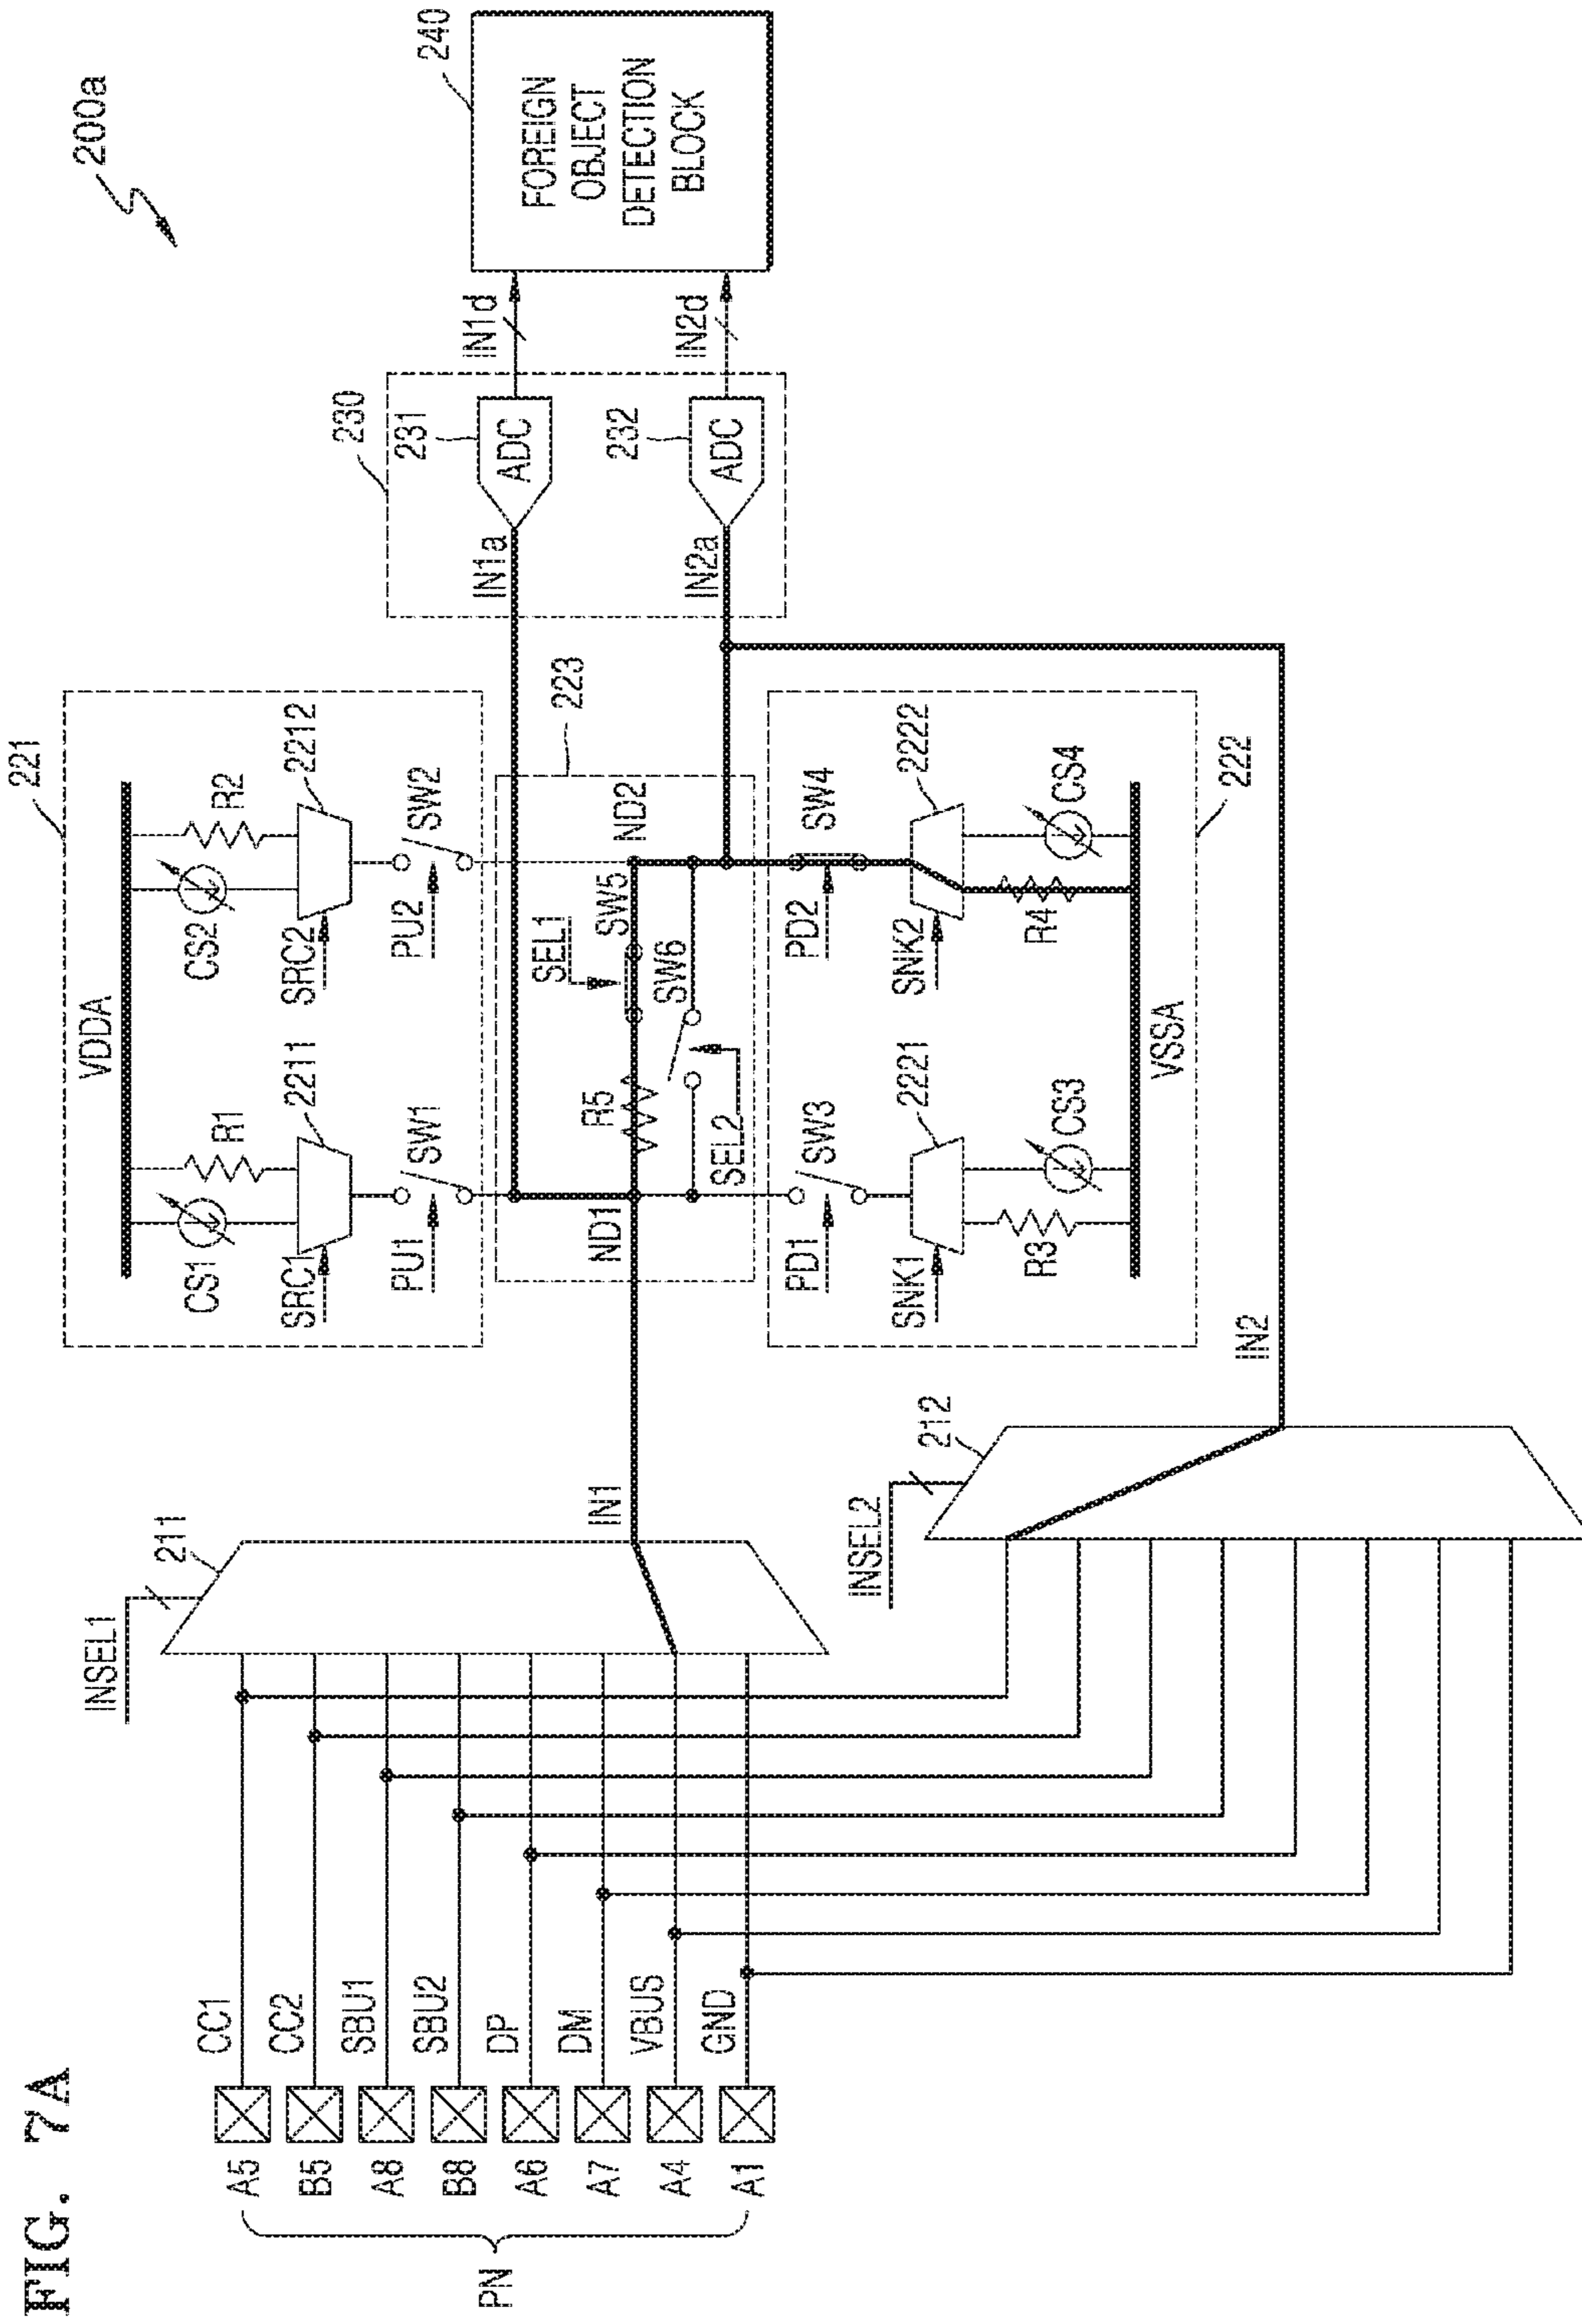 FIG. 7A
200a
PN
A5
CC1
B5
CC2
A8
SBU1
B8
SBU2
A6
DP
A7
DM
A4
VBUS
A1
GND
INSEL1
211
IN1
INSEL2
212
IN2
221
VDDA
CS1
R1
CS2
R2
SRC1
2211
SRC2
2212
PU1
SW1
PU2
SW2
223
ND1
R5
SEL1
SW5
ND2
SW6
SEL2
PD1
SW3
PD2
SW4
SNK1
2221
SNK2
2222
R3
CS3
R4
CS4
VSSA
222
230
IN1a
231
ADC
IN1d
IN2a
232
ADC
IN2d
240
FOREIGN
OBJECT
DETECTION
BLOCK